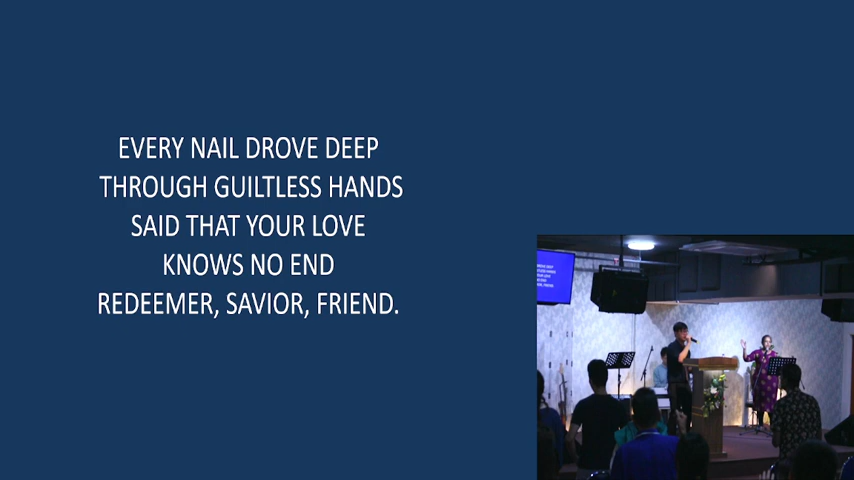 EVERY NAIL DROVE DEEP
THROUGH GUILTLESS HANDS
SAID THAT YOUR LOVE
KNOWS NO END
REDEEMER, SAVIOR, FRIEND.